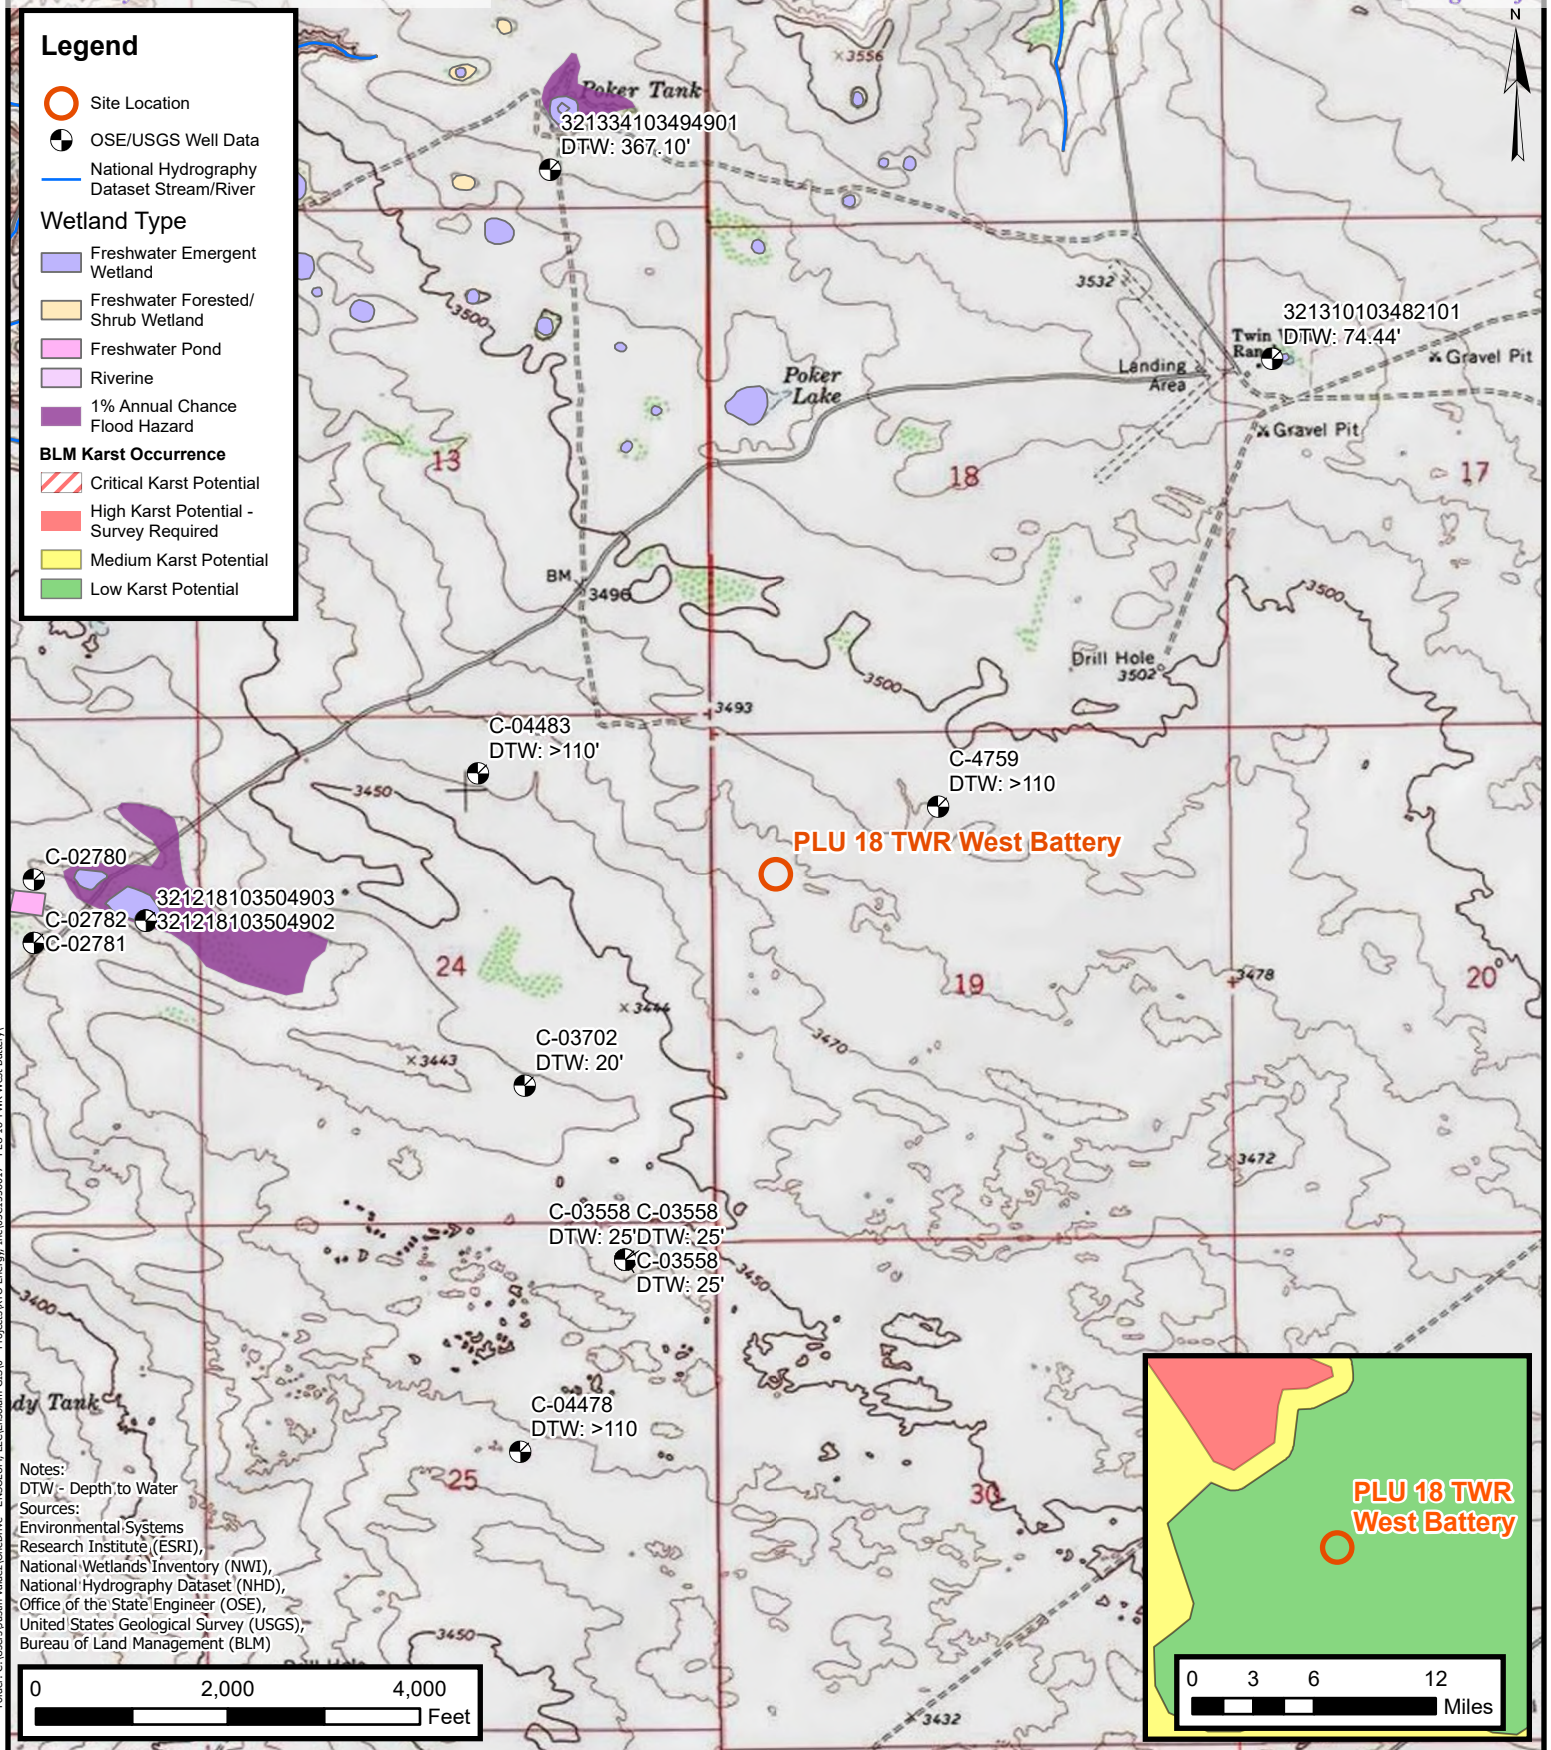 Legend
Site Location
OSE/USGS Well Data
National Hydrography
Dataset Stream/River
Wetland Type
Freshwater Emergent
Wetland
Freshwater Forested/
Shrub Wetland
Freshwater Pond
Riverine
1% Annual Chance
Flood Hazard
BLM Karst Occurrence
Critical Karst Potential
High Karst Potential -
Survey Required
Medium Karst Potential
Low Karst Potential
N
3556
Poker Tank
321334103494901
DTW: 367.10'
3532
321310103482101
DTW: 74.44'
Twin
Landing
Area
Gravel Pit
Gravel Pit
3500
Poker
Lake
13
18
17
BM
3496
3500
Drill Hole
3502
3500
3493
C-04483
DTW: >110'
C-4759
DTW: >110
3450
PLU 18 TWR West Battery
C-02780
321218103504903
C-02782
321218103504902
C-02781
24
19
3478
20
3444
3470
3443
C-03702
DTW: 20'
3472
C-03558
C-03558
DTW: 25'
DTW: 25'
C-03558
DTW: 25'
3450
3400
dy Tank
C-04478
DTW: >110
25
30
3450
3432
Notes:
DTW - Depth to Water
Sources:
Environmental Systems
Research Institute (ESRI),
National Wetlands Inventory (NWI),
National Hydrography Dataset (NHD),
Office of the State Engineer (OSE),
United States Geological Survey (USGS),
Bureau of Land Management (BLM)
0 2,000 4,000
Feet
PLU 18 TWR
West Battery
0 3 6 12
Miles